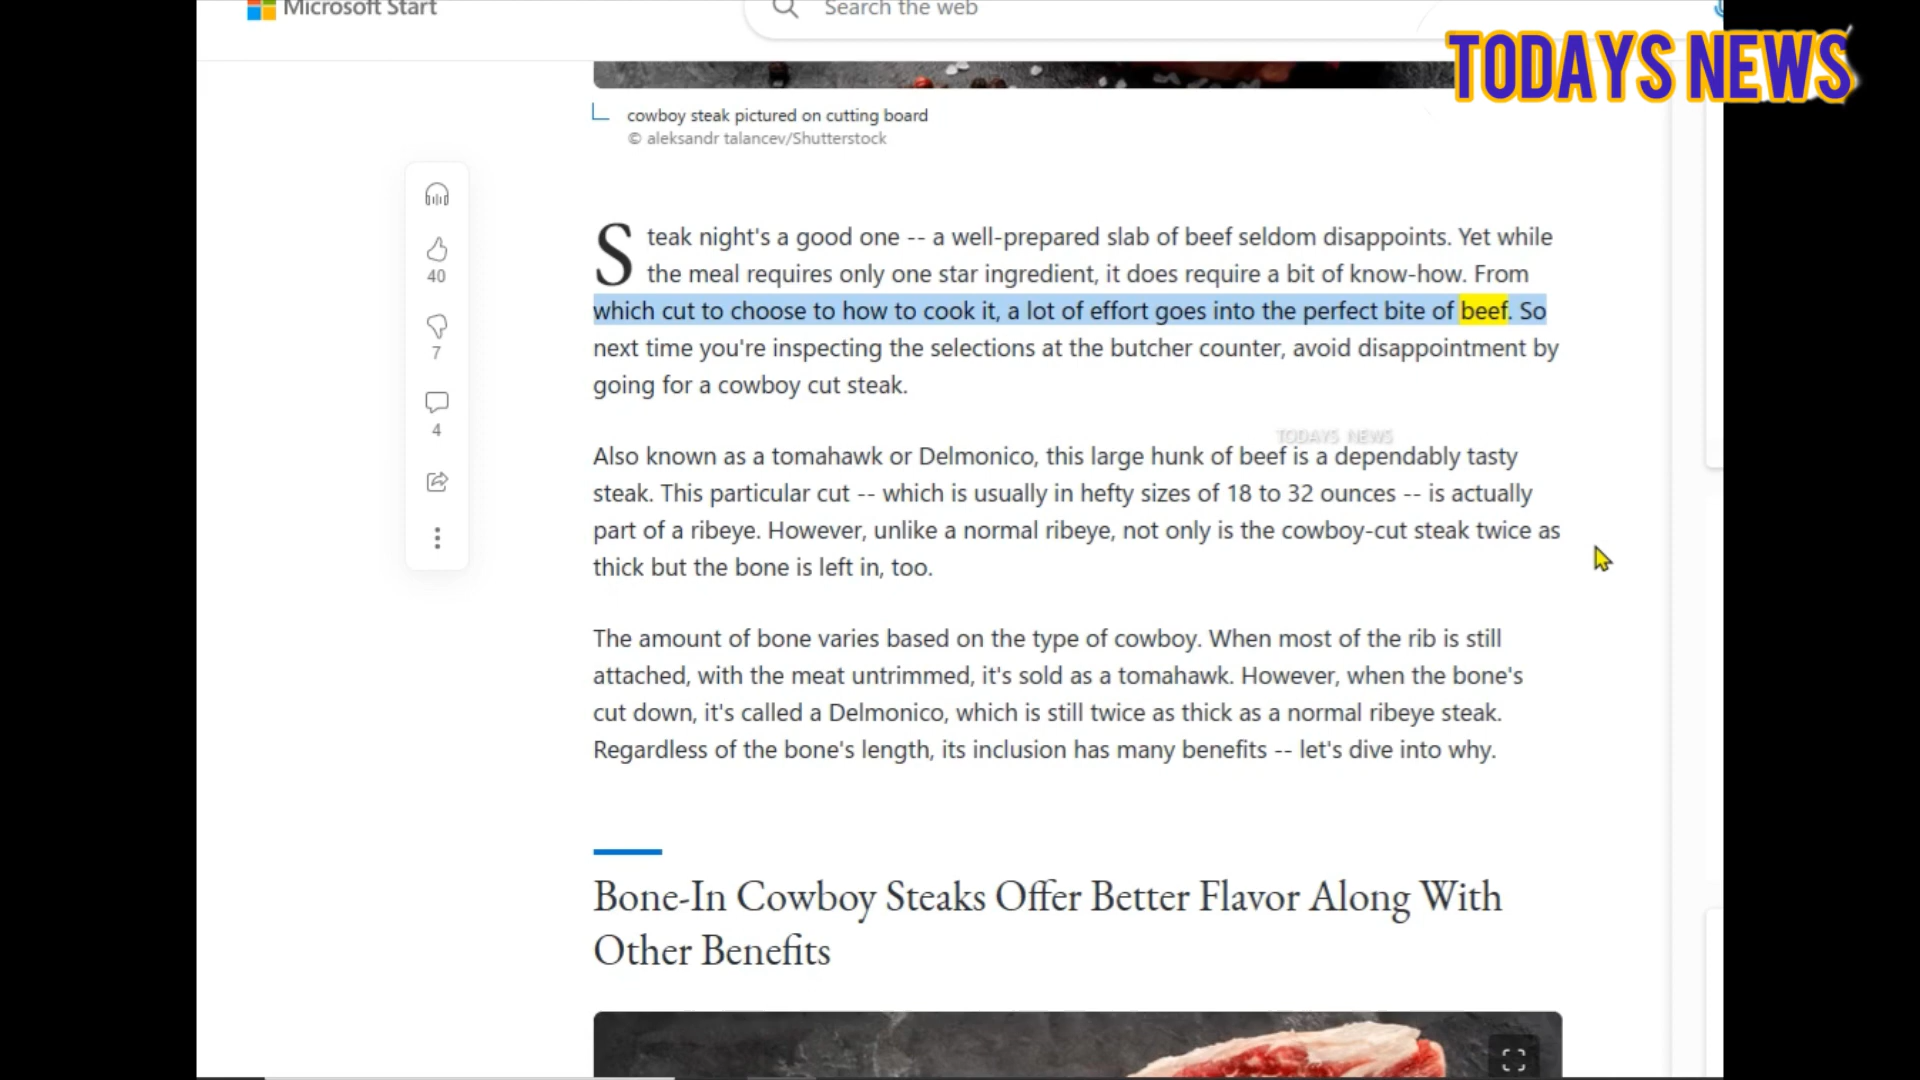 Microsoft Start
Search the web
TODAYS NEWS
cowboy steak pictured on cutting board
© aleksandr talancev/Shutterstock
Steak night's a good one -- a well-prepared slab of beef seldom disappoints. Yet while
the meal requires only one star ingredient, it does require a bit of know-how. From
which cut to choose to how to cook it, a lot of effort goes into the perfect bite of beef. So
next time you're inspecting the selections at the butcher counter, avoid disappointment by
going for a cowboy cut steak.
40
7
4
TODAYS NEWS
Also known as a tomahawk or Delmonico, this large hunk of beef is a dependably tasty
steak. This particular cut -- which is usually in hefty sizes of 18 to 32 ounces -- is actually
part of a ribeye. However, unlike a normal ribeye, not only is the cowboy-cut steak twice as
thick but the bone is left in, too.
The amount of bone varies based on the type of cowboy. When most of the rib is still
attached, with the meat untrimmed, it's sold as a tomahawk. However, when the bone's
cut down, it's called a Delmonico, which is still twice as thick as a normal ribeye steak.
Regardless of the bone's length, its inclusion has many benefits -- let's dive into why.
Bone-In Cowboy Steaks Offer Better Flavor Along With
Other Benefits